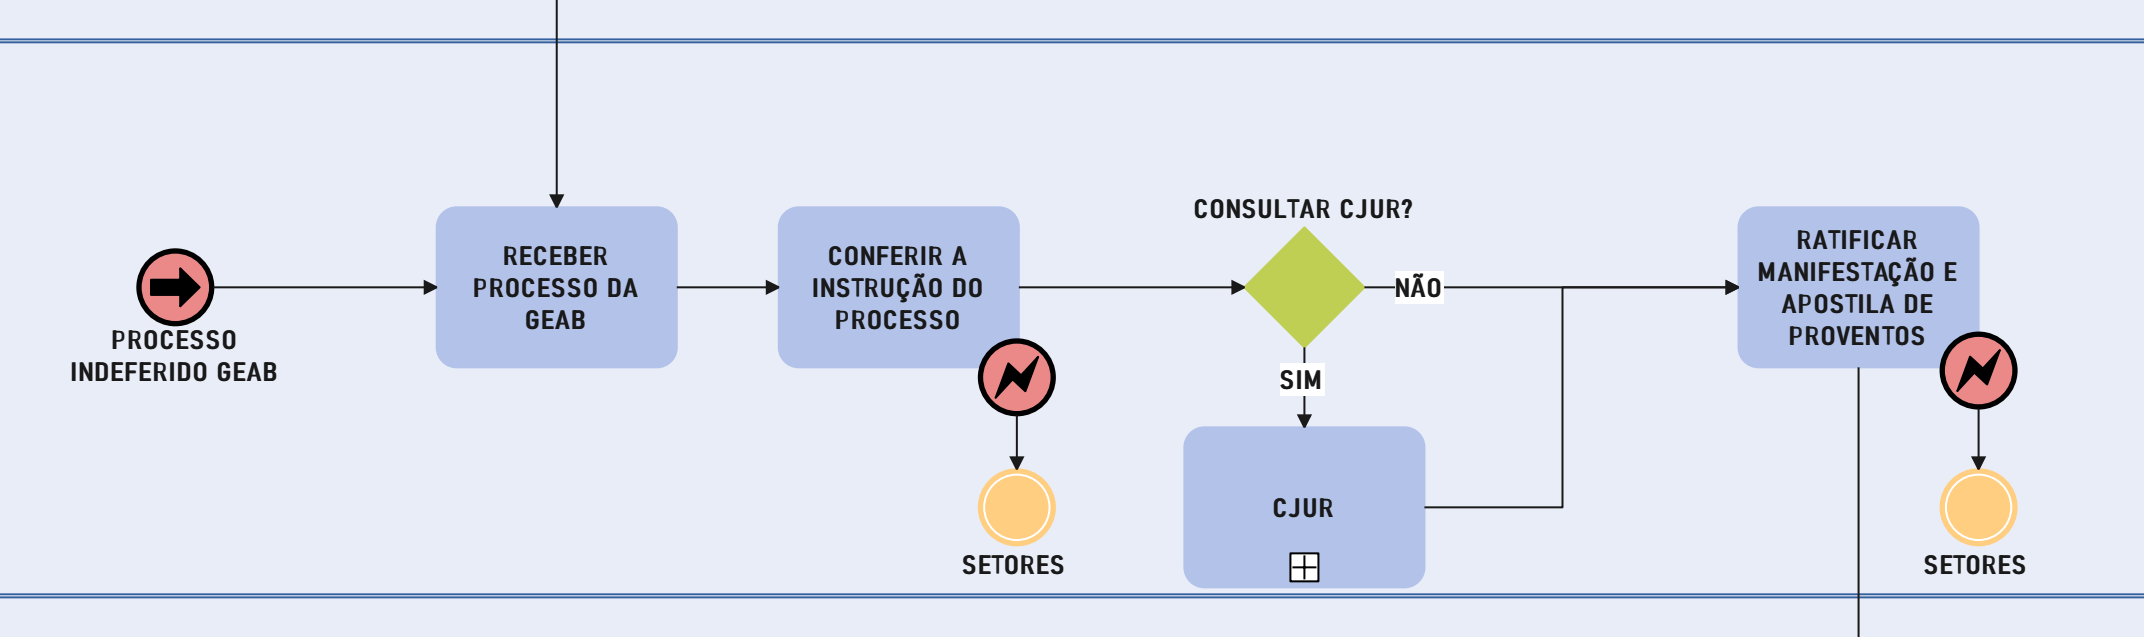 PROCESSO
INDEFERIDO GEAB
RECEBER
PROCESSO DA
GEAB
CONFERIR A
INSTRUÇÃO DO
PROCESSO
SETORES
CONSULTAR CJUR?
NÃO
SIM
CJUR
RATIFICAR
MANIFESTAÇÃO E
APOSTILA DE
PROVENTOS
SETORES